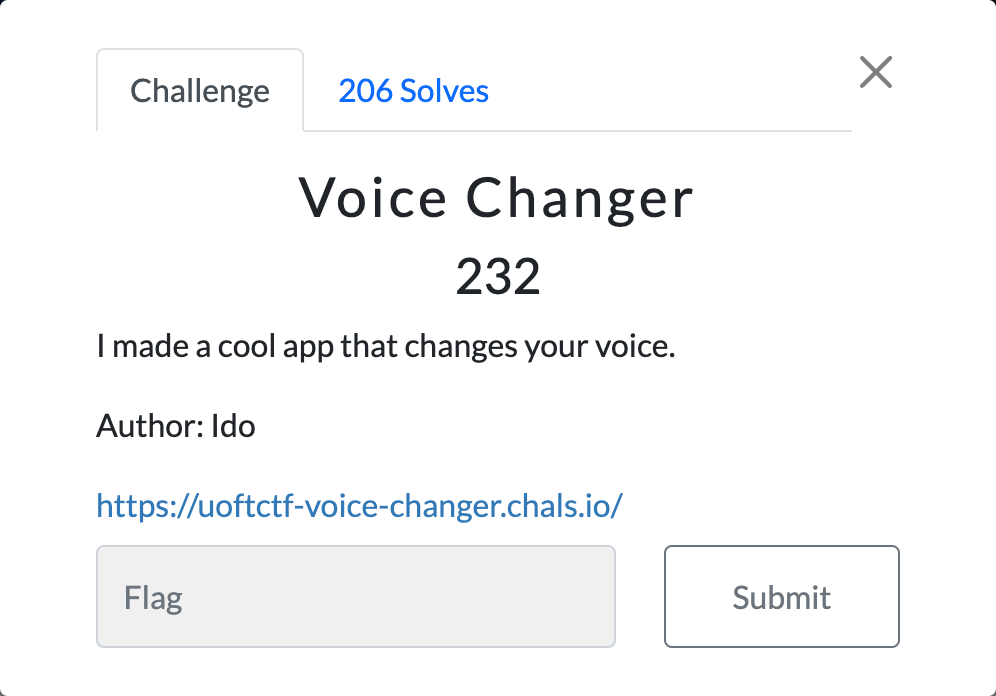 Challenge
206 Solves
Voice Changer
232
I made a cool app that changes your voice.
Author: Ido
https://uoftctf-voice-changer.chals.io/
Flag
Submit